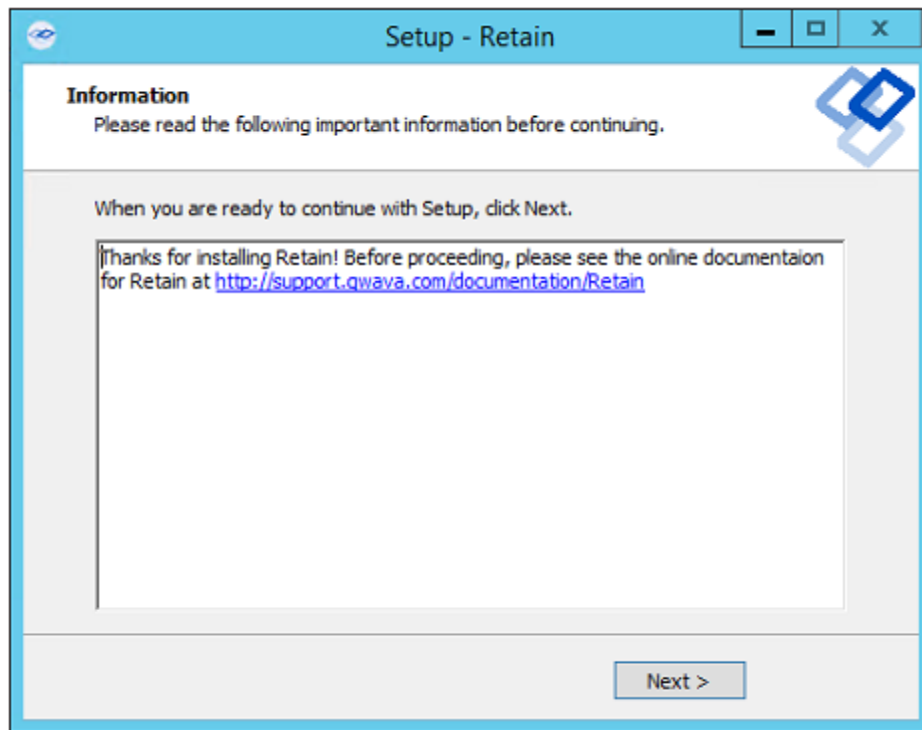 Setup - Retain
Information
Please read the following important information before continuing.
When you are ready to continue with Setup, click Next.
Thanks for installing Retain! Before proceeding, please see the online documentaion
for Retain at http://support.gwava.com/documentation/Retain
Next >